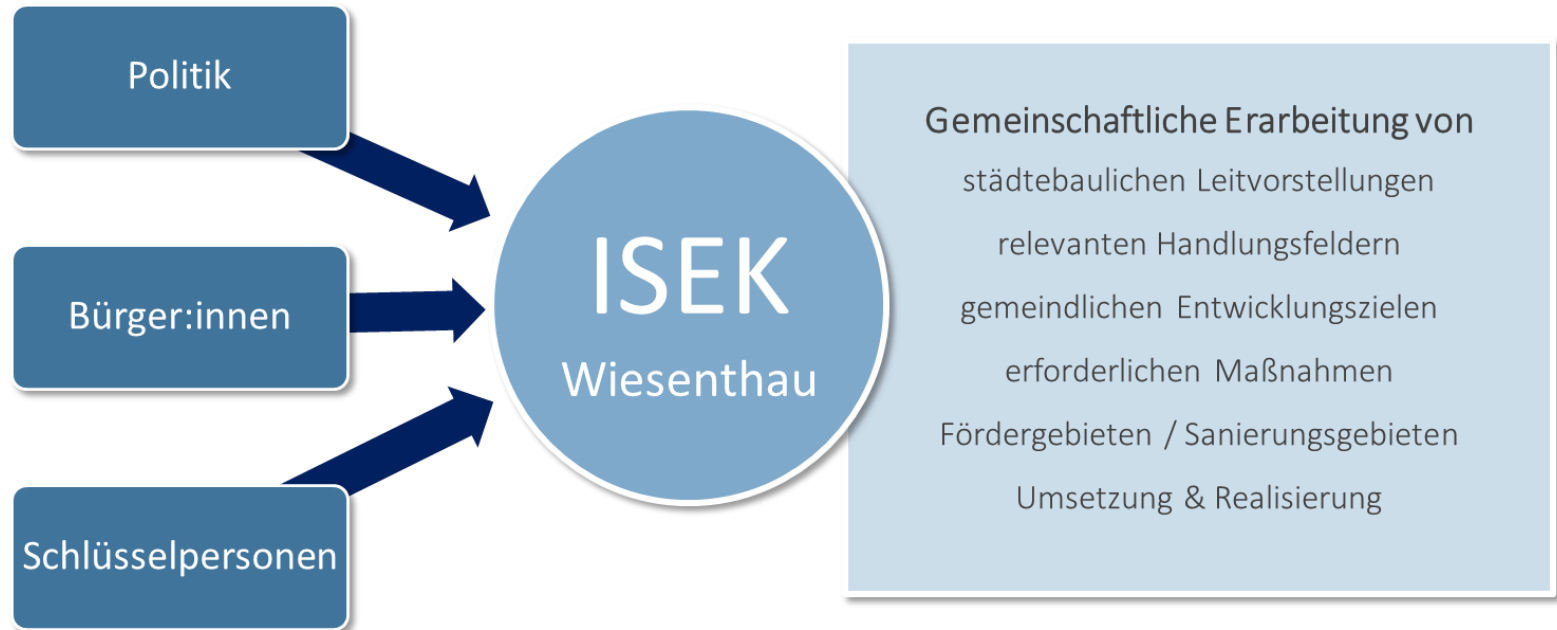 Politik
Bürger:innen
Schlüsselpersonen
ISEK
Wiesenthau
Gemeinschaftliche Erarbeitung von
städtebaulichen Leitvorstellungen
relevanten Handlungsfeldern
gemeindlichen Entwicklungszielen
erforderlichen Maßnahmen
Fördergebieten / Sanierungsgebieten
Umsetzung & Realisierung